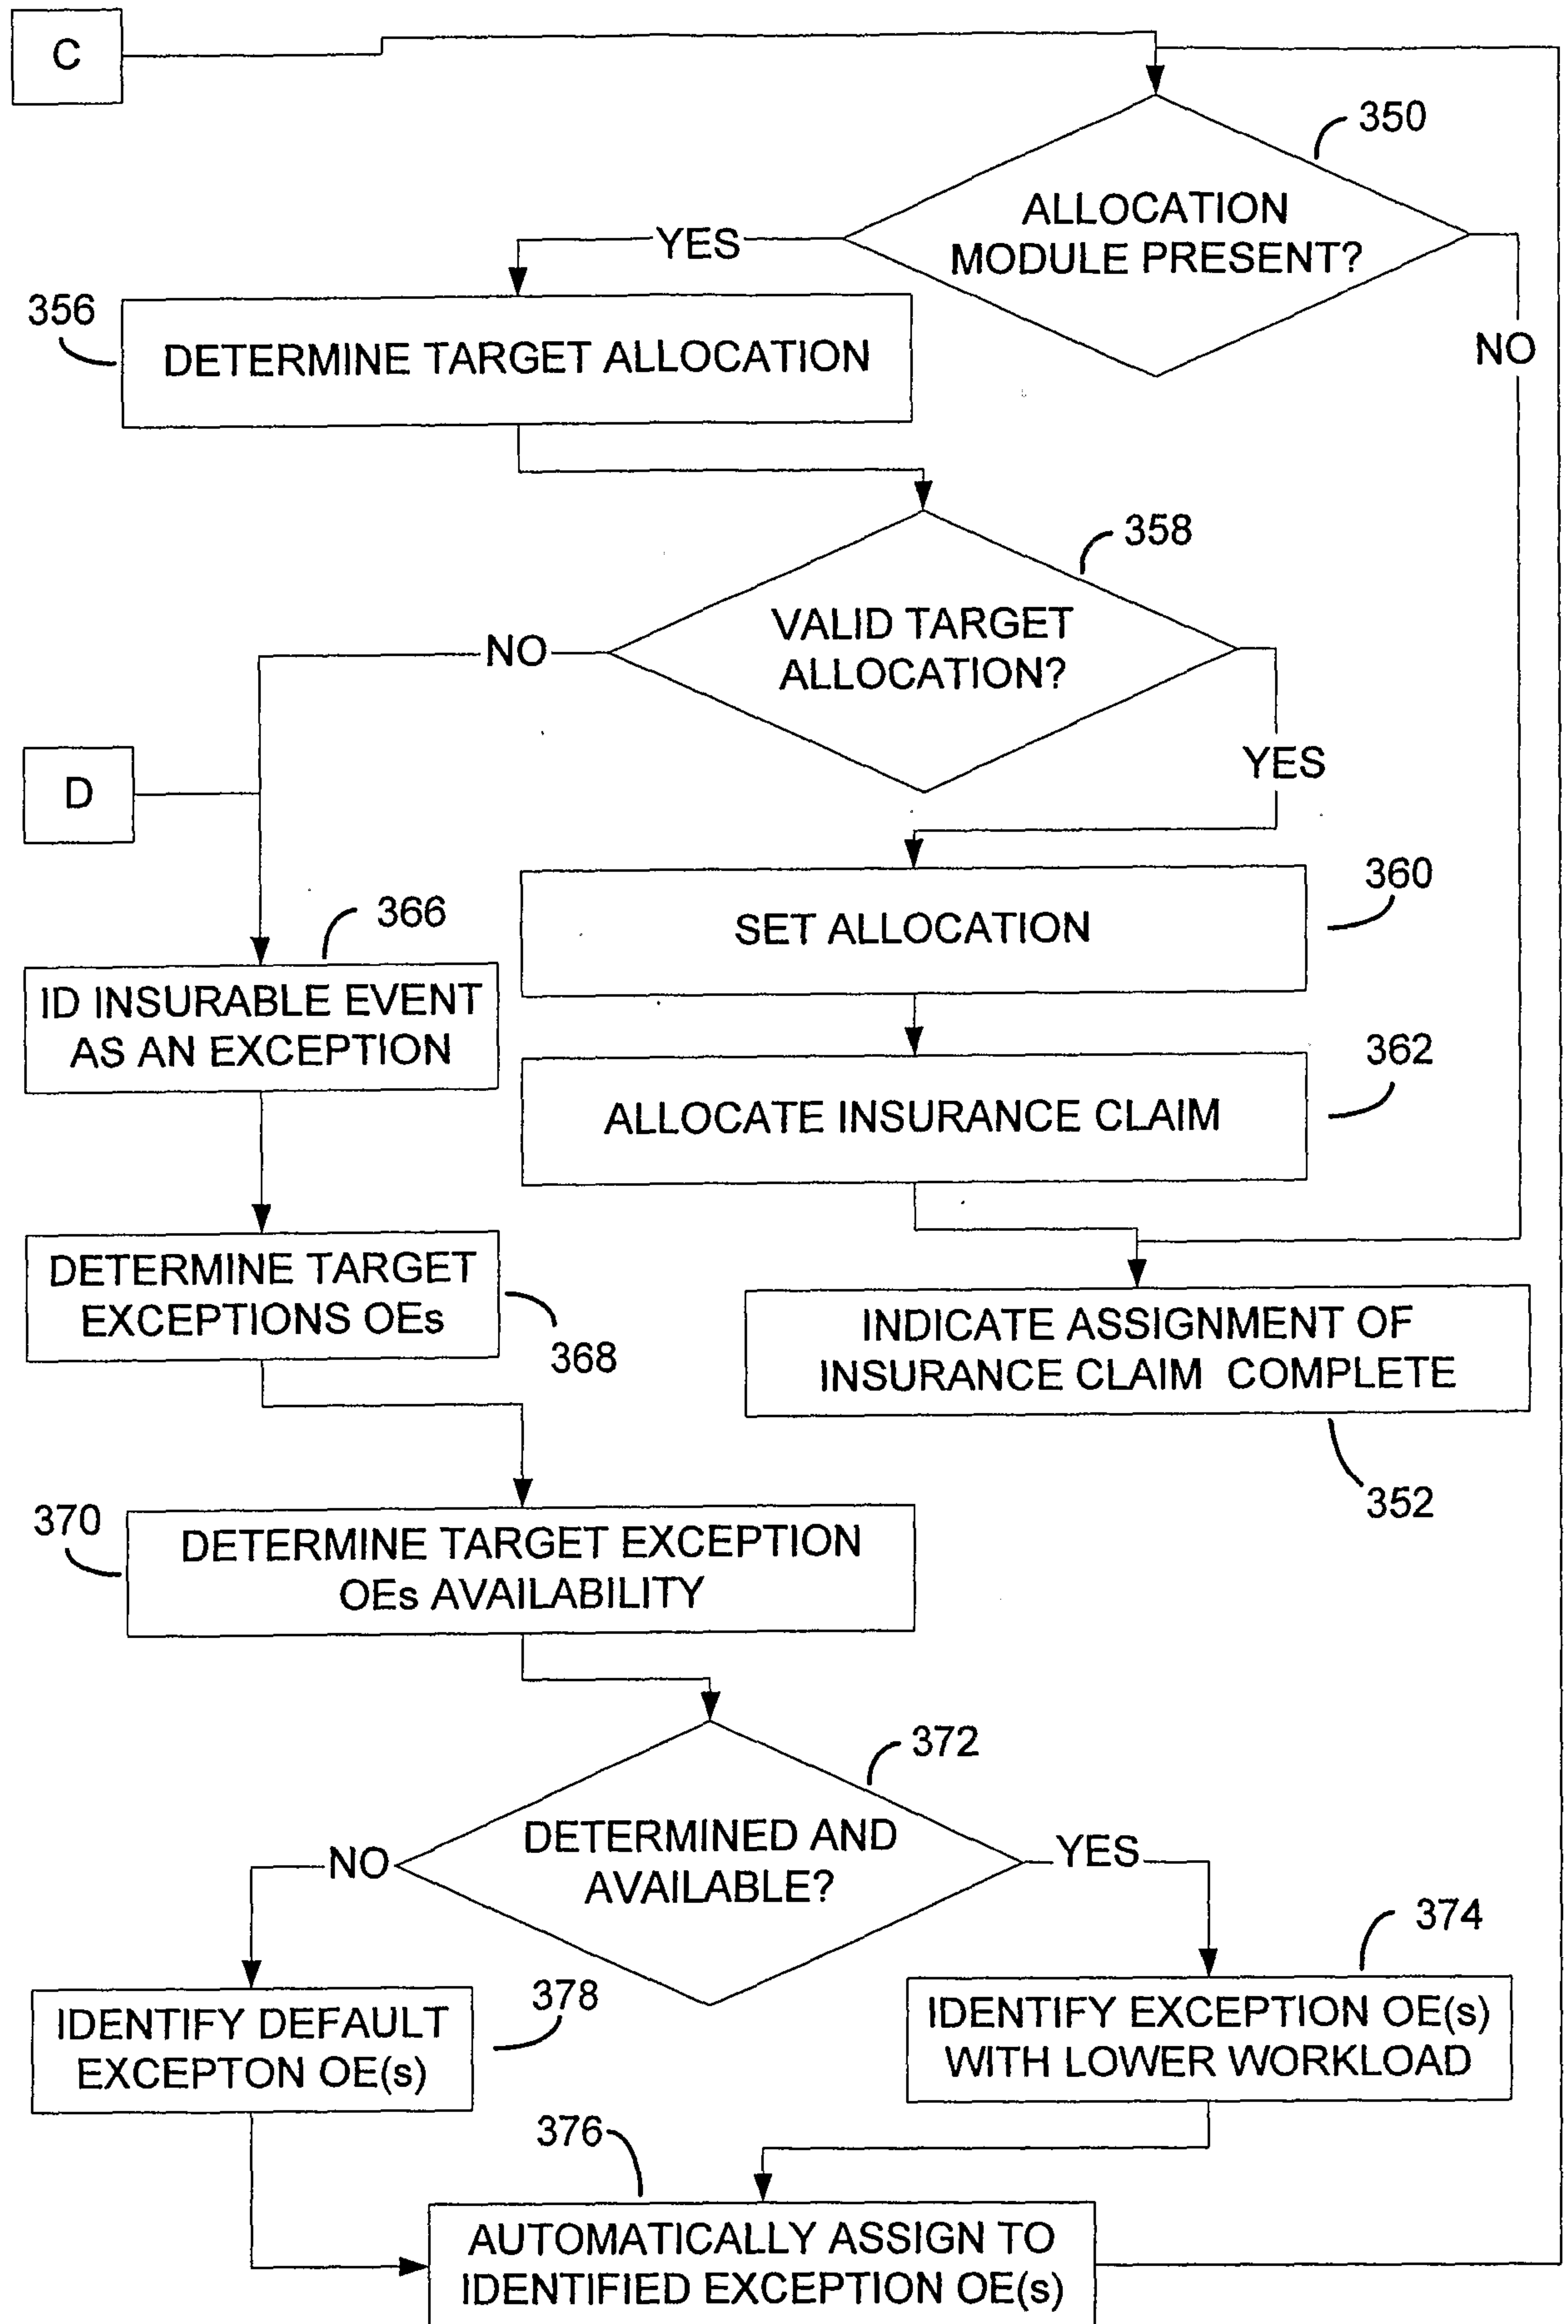 C
350
ALLOCATION
MODULE PRESENT?
YES
NO
356
DETERMINE TARGET ALLOCATION
358
VALID TARGET
ALLOCATION?
NO
YES
D
360
SET ALLOCATION
366
ID INSURABLE EVENT
AS AN EXCEPTION
362
ALLOCATE INSURANCE CLAIM
DETERMINE TARGET
EXCEPTIONS OEs
368
INDICATE ASSIGNMENT OF
INSURANCE CLAIM COMPLETE
352
370
DETERMINE TARGET EXCEPTION
OEs AVAILABILITY
372
DETERMINED AND
AVAILABLE?
NO
YES
374
IDENTIFY EXCEPTION OE(s)
WITH LOWER WORKLOAD
378
IDENTIFY DEFAULT
EXCEPTON OE(s)
376
AUTOMATICALLY ASSIGN TO
IDENTIFIED EXCEPTION OE(s)